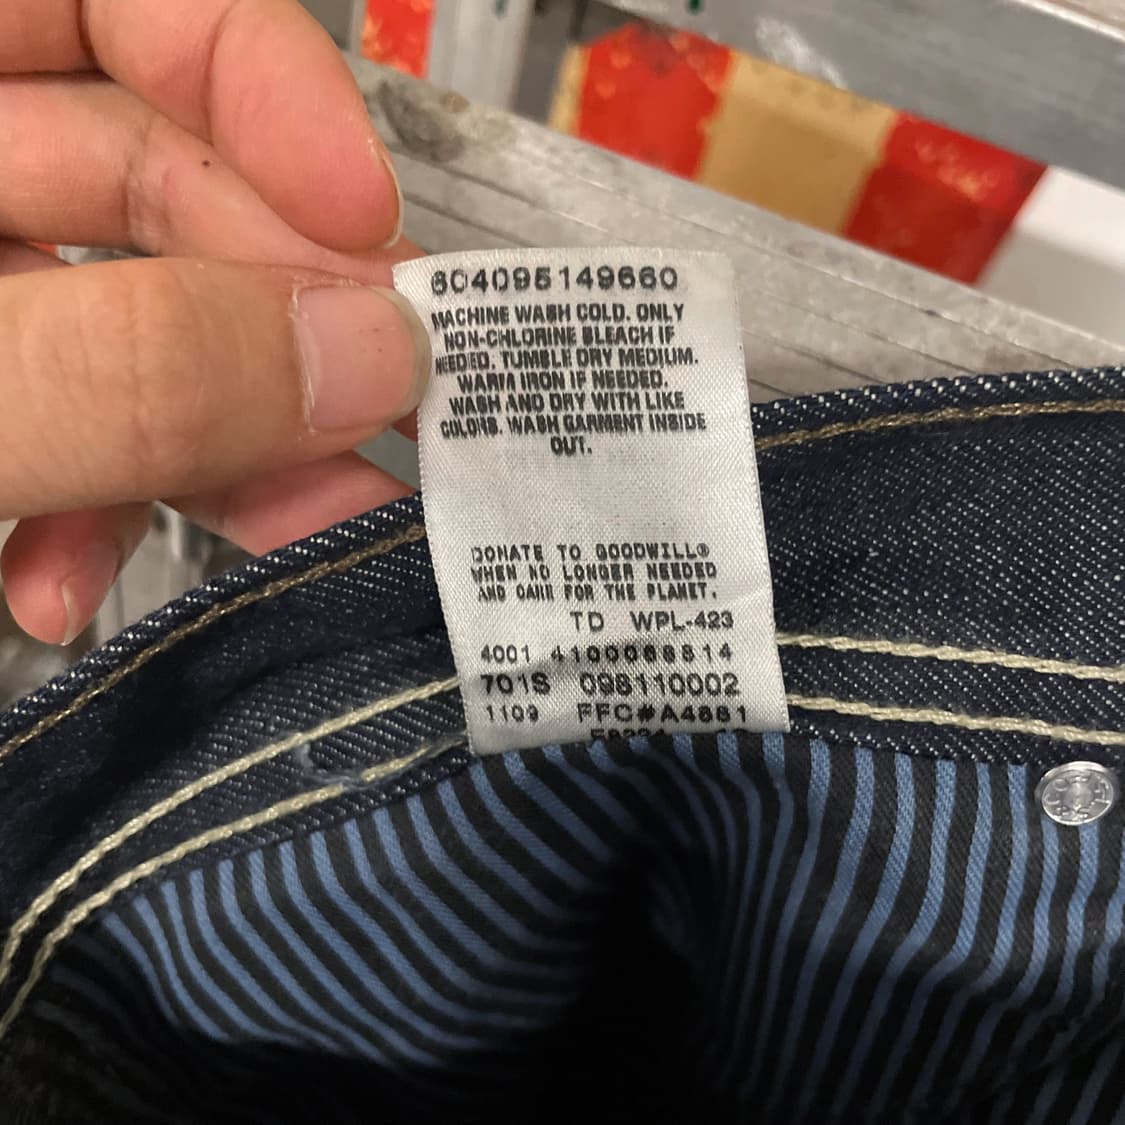 604095149660
MACHINE WASH COLD. ONLY
NON-CHLORINE BLEACH IF
NEEDED. TUMBLE DRY MEDIUM.
WARM IRON IF NEEDED.
WASH AND DRY WITH LIKE
COLORS. WASH GARMENT INSIDE
OUT.
DONATE TO GOODWILL®
WHEN NO LONGER NEEDED
AND CARE FOR THE PLANET.
TD WPL-423
4001 4100068814
701S 098110002
1109 FFC#A4881